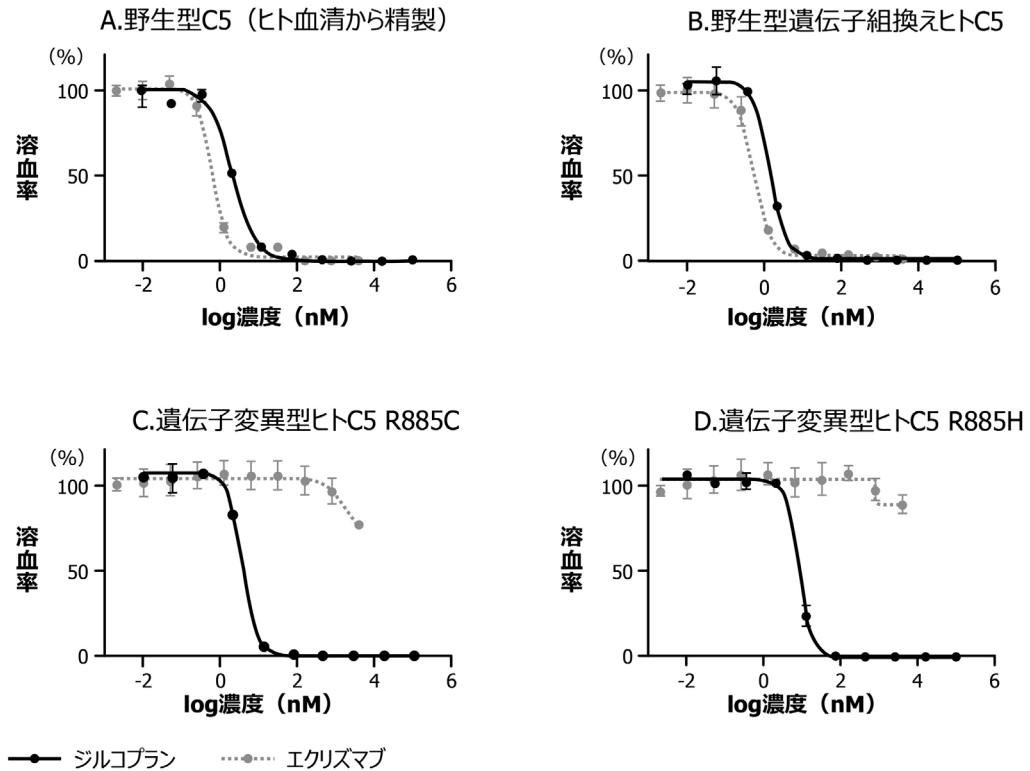 A.野生型C5（ヒト血清から精製）
(%)
100
50
0
溶血率
-2 0 2 4 6
log濃度（nM）
B.野生型遺伝子組換えヒトC5
(%)
100
50
0
溶血率
-2 0 2 4 6
log濃度（nM）
C.遺伝子変異型ヒトC5 R885C
(%)
100
50
0
溶血率
-2 0 2 4 6
log濃度（nM）
D.遺伝子変異型ヒトC5 R885H
(%)
100
50
0
溶血率
-2 0 2 4 6
log濃度（nM）
ジルコプラン エクリズマブ